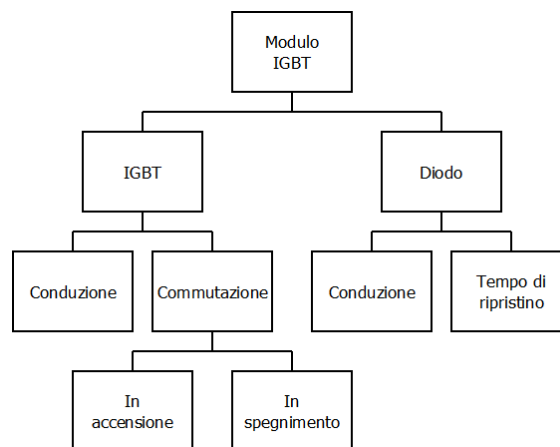 Modulo
IGBT
IGBT
Diodo
Conduzione
Commutazione
Conduzione
Tempo di
ripristino
In
accensione
In
spegnimento